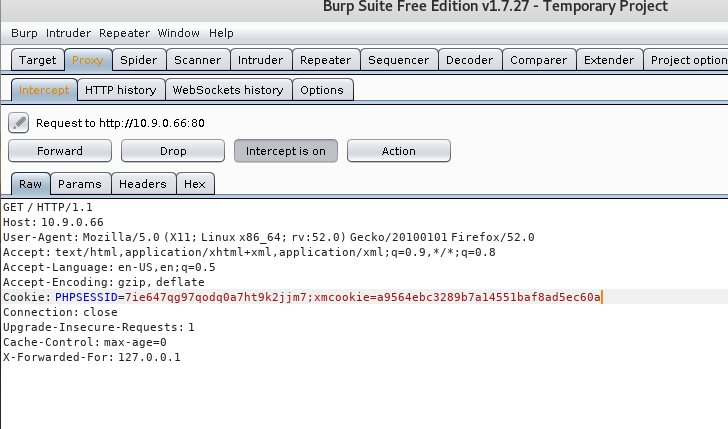 Burp Suite Free Edition v1.7.27 - Temporary Project
Burp Intruder Repeater Window Help
Target Proxy Spider Scanner Intruder Repeater Sequencer Decoder Comparer Extender Project option
Intercept HTTP history WebSockets history Options
Request to http://10.9.0.66:80
Forward Drop Intercept is on Action
Raw Params Headers Hex
GET / HTTP/1.1
Host: 10.9.0.66
User-Agent: Mozilla/5.0 (X11; Linux x86_64; rv:52.0) Gecko/20100101 Firefox/52.0
Accept: text/html,application/xhtml+xml,application/xml;q=0.9,*/*;q=0.8
Accept-Language: en-US,en;q=0.5
Accept-Encoding: gzip, deflate
Cookie: PHPSESSID=7ie647qg97qodq0a7ht9k2jjm7;xmcookie=a9564ebc3289b7a14551baf8ad5ec60a
Connection: close
Upgrade-Insecure-Requests: 1
Cache-Control: max-age=0
X-Forwarded-For: 127.0.0.1